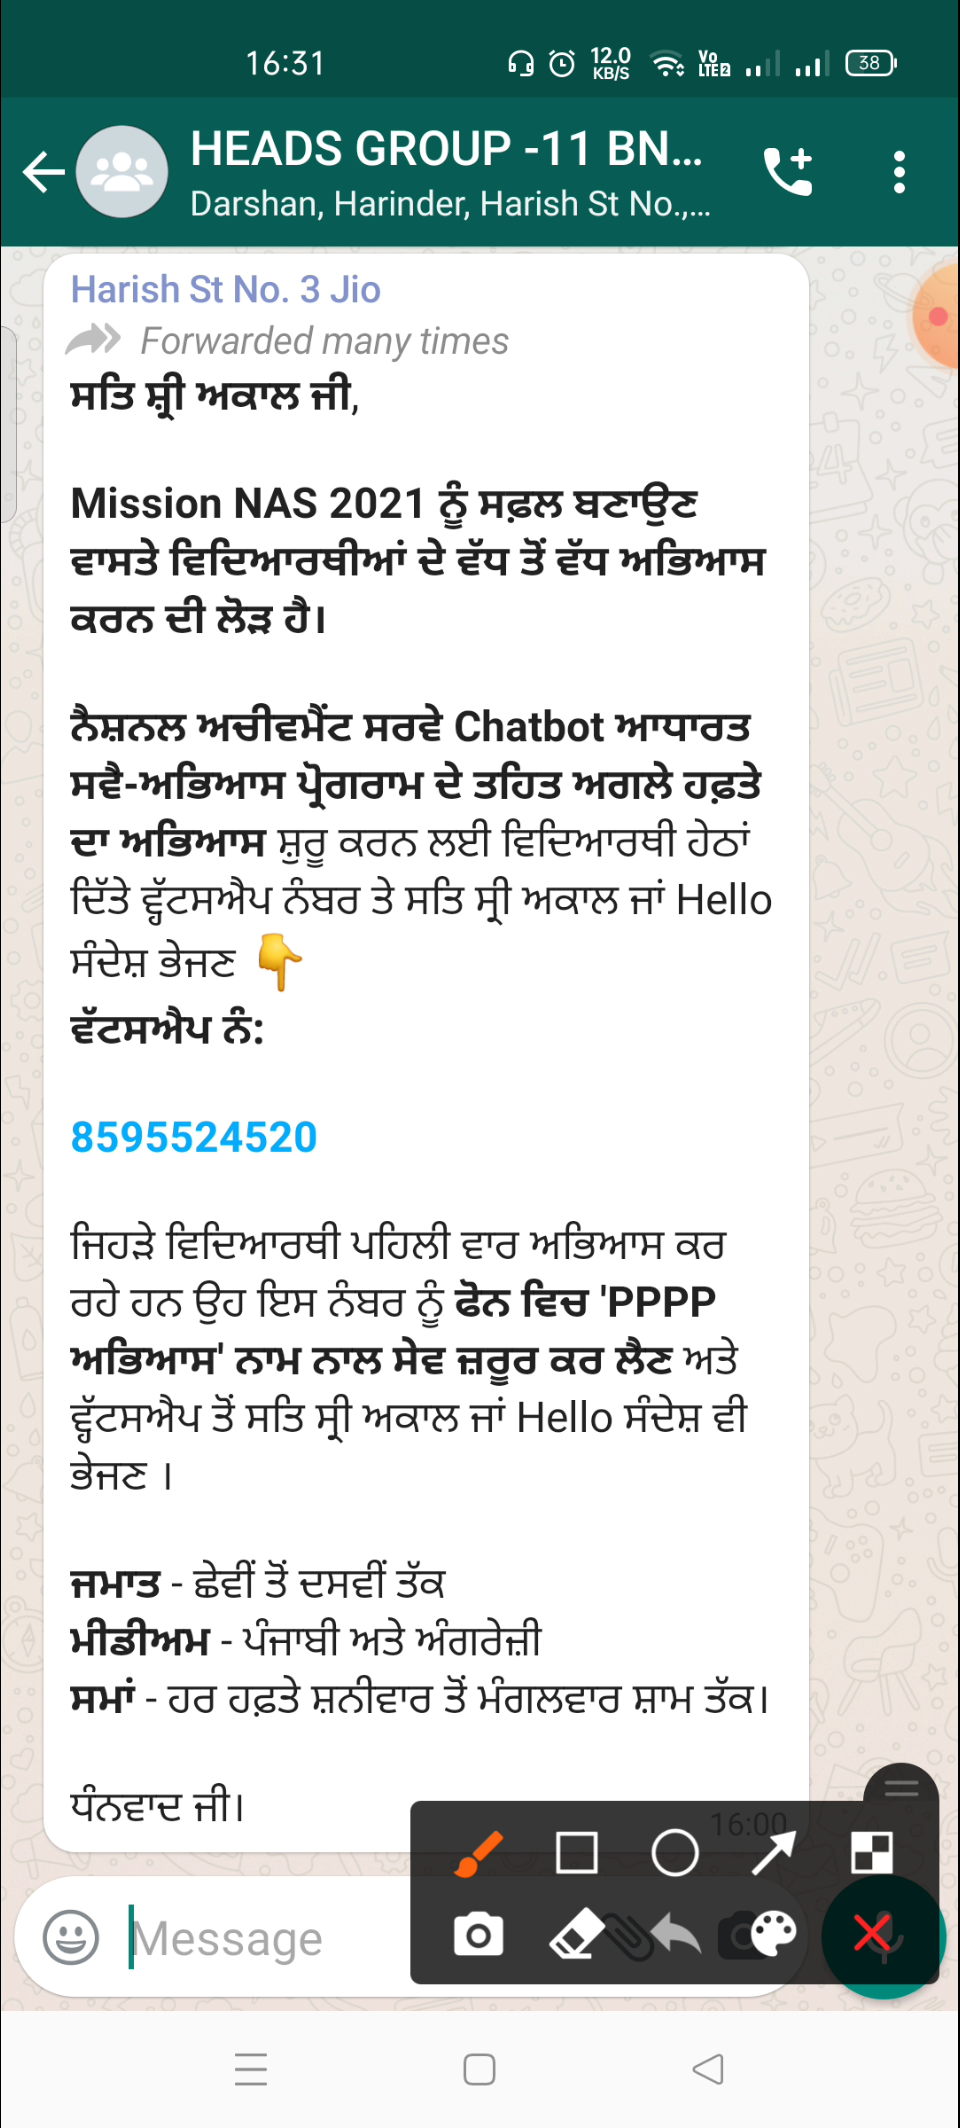 16:31
12.0
KB/S
Vo
LTE2
38
HEADS GROUP -11 BN...
Darshan, Harinder, Harish St No.,...
Harish St No. 3 Jio
Forwarded many times
ਸਤਿ ਸ਼੍ਰੀ ਅਕਾਲ ਜੀ,
Mission NAS 2021 ਨੂੰ ਸਫ਼ਲ ਬਣਾਉਣ
ਵਾਸਤੇ ਵਿਦਿਆਰਥੀਆਂ ਦੇ ਵੱਧ ਤੋਂ ਵੱਧ ਅਭਿਆਸ
ਕਰਨ ਦੀ ਲੋੜ ਹੈ।
ਨੈਸ਼ਨਲ ਅਚੀਵਮੈਂਟ ਸਰਵੇ Chatbot ਆਧਾਰਤ
ਸਵੈ-ਅਭਿਆਸ ਪ੍ਰੋਗਰਾਮ ਦੇ ਤਹਿਤ ਅਗਲੇ ਹਫ਼ਤੇ
ਦਾ ਅਭਿਆਸ ਸ਼ੁਰੂ ਕਰਨ ਲਈ ਵਿਦਿਆਰਥੀ ਹੇਠਾਂ
ਦਿੱਤੇ ਵ੍ਹੱਟਸਐਪ ਨੰਬਰ ਤੇ ਸਤਿ ਸ੍ਰੀ ਅਕਾਲ ਜਾਂ Hello
ਸੰਦੇਸ਼ ਭੇਜਣ 👇
ਵੱਟਸਐਪ ਨੰ:
8595524520
ਜਿਹੜੇ ਵਿਦਿਆਰਥੀ ਪਹਿਲੀ ਵਾਰ ਅਭਿਆਸ ਕਰ
ਰਹੇ ਹਨ ਉਹ ਇਸ ਨੰਬਰ ਨੂੰ ਫੋਨ ਵਿਚ 'PPPP
ਅਭਿਆਸ' ਨਾਮ ਨਾਲ ਸੇਵ ਜ਼ਰੂਰ ਕਰ ਲੈਣ ਅਤੇ
ਵ੍ਹੱਟਸਐਪ ਤੋਂ ਸਤਿ ਸ੍ਰੀ ਅਕਾਲ ਜਾਂ Hello ਸੰਦੇਸ਼ ਵੀ
ਭੇਜਣ ।
ਜਮਾਤ - ਛੇਵੀਂ ਤੋਂ ਦਸਵੀਂ ਤੱਕ
ਮੀਡੀਅਮ - ਪੰਜਾਬੀ ਅਤੇ ਅੰਗਰੇਜ਼ੀ
ਸਮਾਂ - ਹਰ ਹਫ਼ਤੇ ਸ਼ਨੀਵਾਰ ਤੋਂ ਮੰਗਲਵਾਰ ਸ਼ਾਮ ਤੱਕ।
ਧੰਨਵਾਦ ਜੀ।
16:00
Message